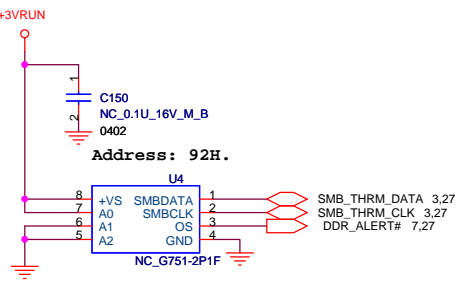 +3VRUN
1
C150
NC_0.1U_16V_M_B
2
0402
Address: 92H.
U4
8 +VS SMBDATA 1 SMB_THRM_DATA 3,27
7 A0 SMBCLK 2 SMB_THRM_CLK 3,27
6 A1 OS 3 DDR_ALERT# 7,27
5 A2 GND 4
NC_G751-2P1F